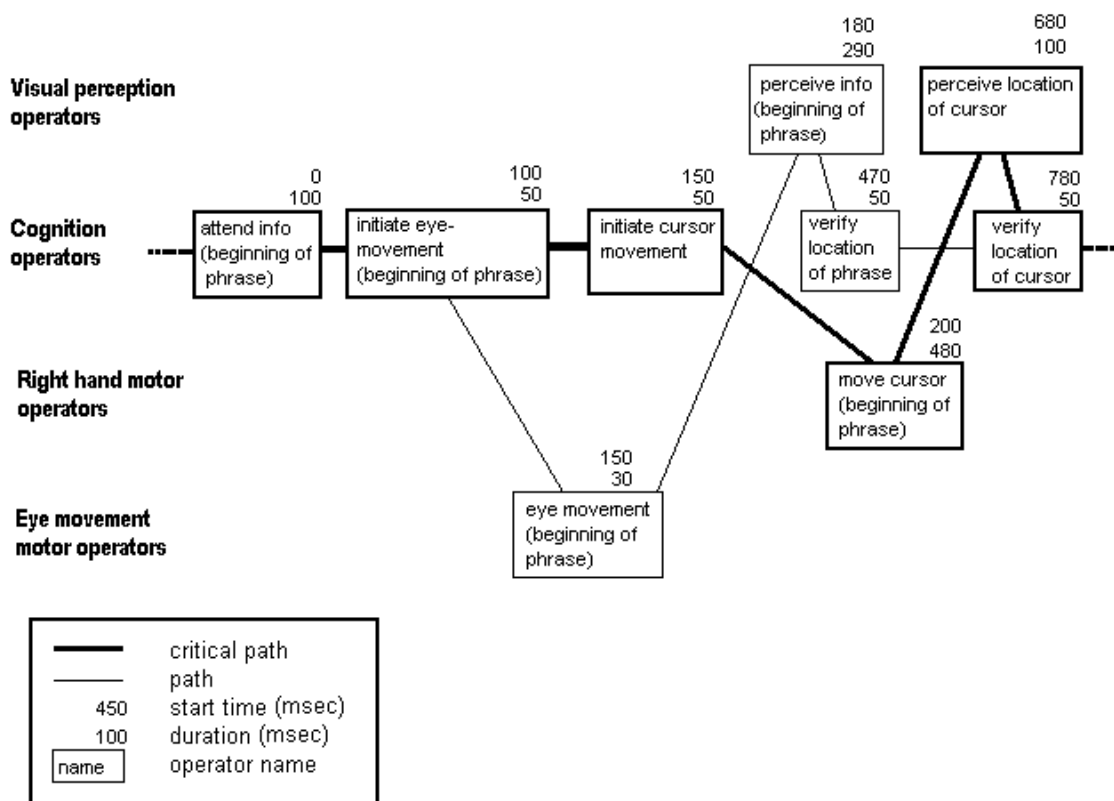 180
290
680
100
Visual perception
operators
perceive info
(beginning of
phrase)
perceive location
of cursor
0
100
100
50
150
50
470
50
780
50
Cognition
operators
attend info
(beginning of
phrase)
initiate eye-
movement
(beginning of phrase)
initiate cursor
movement
verify
location
of phrase
verify
location
of cursor
200
480
Right hand motor
operators
move cursor
(beginning of
phrase)
150
30
Eye movement
motor operators
eye movement
(beginning of
phrase)
critical path
path
450 start time (msec)
100 duration (msec)
name operator name